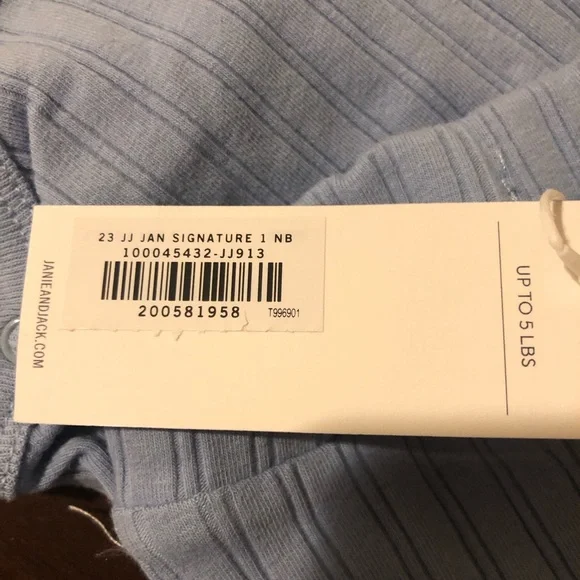 23 JJ JAN SIGNATURE 1 NB
100045432-JJ913
200581958
T996901
JANIEANDJACK.COM
UP TO 5 LBS